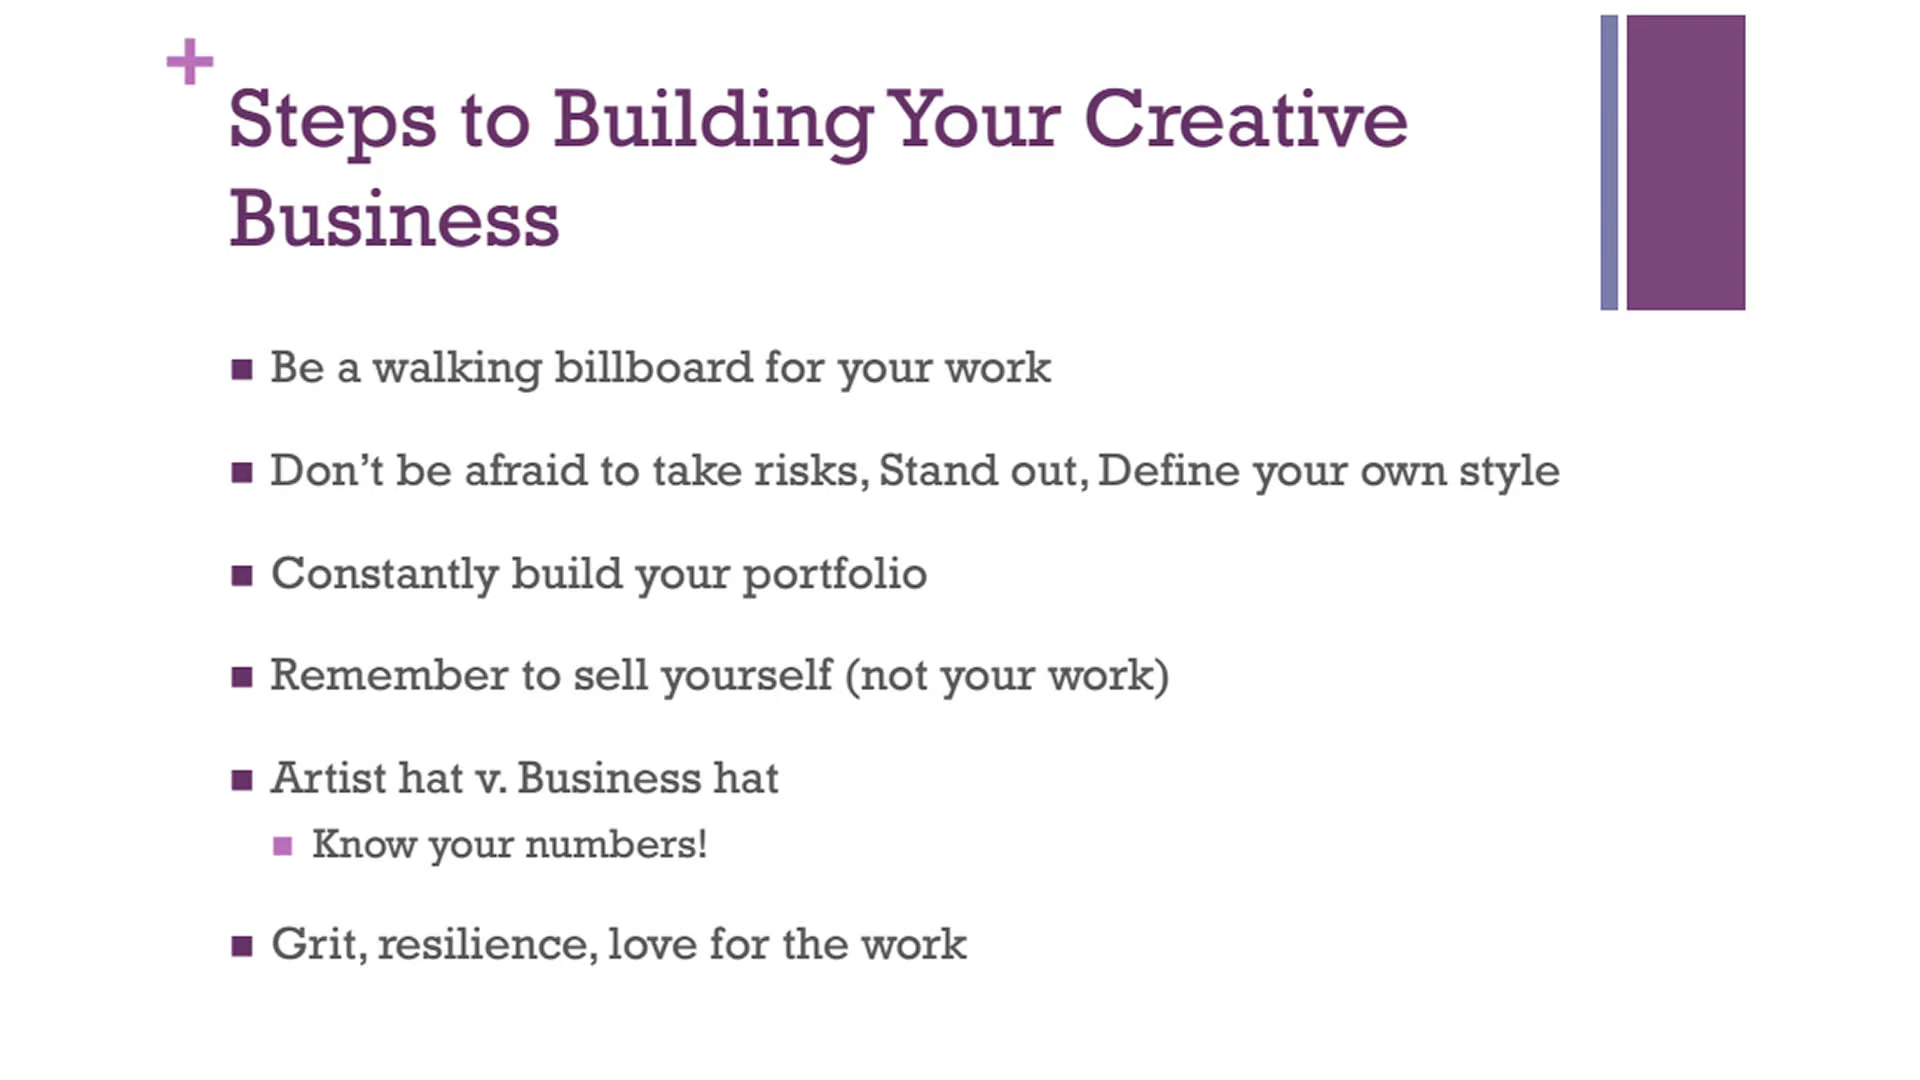 Steps to Building Your Creative
Business
Be a walking billboard for your work
Don’t be afraid to take risks, Stand out, Define your own style
Constantly build your portfolio
Remember to sell yourself (not your work)
Artist hat v. Business hat
Know your numbers!
Grit, resilience, love for the work